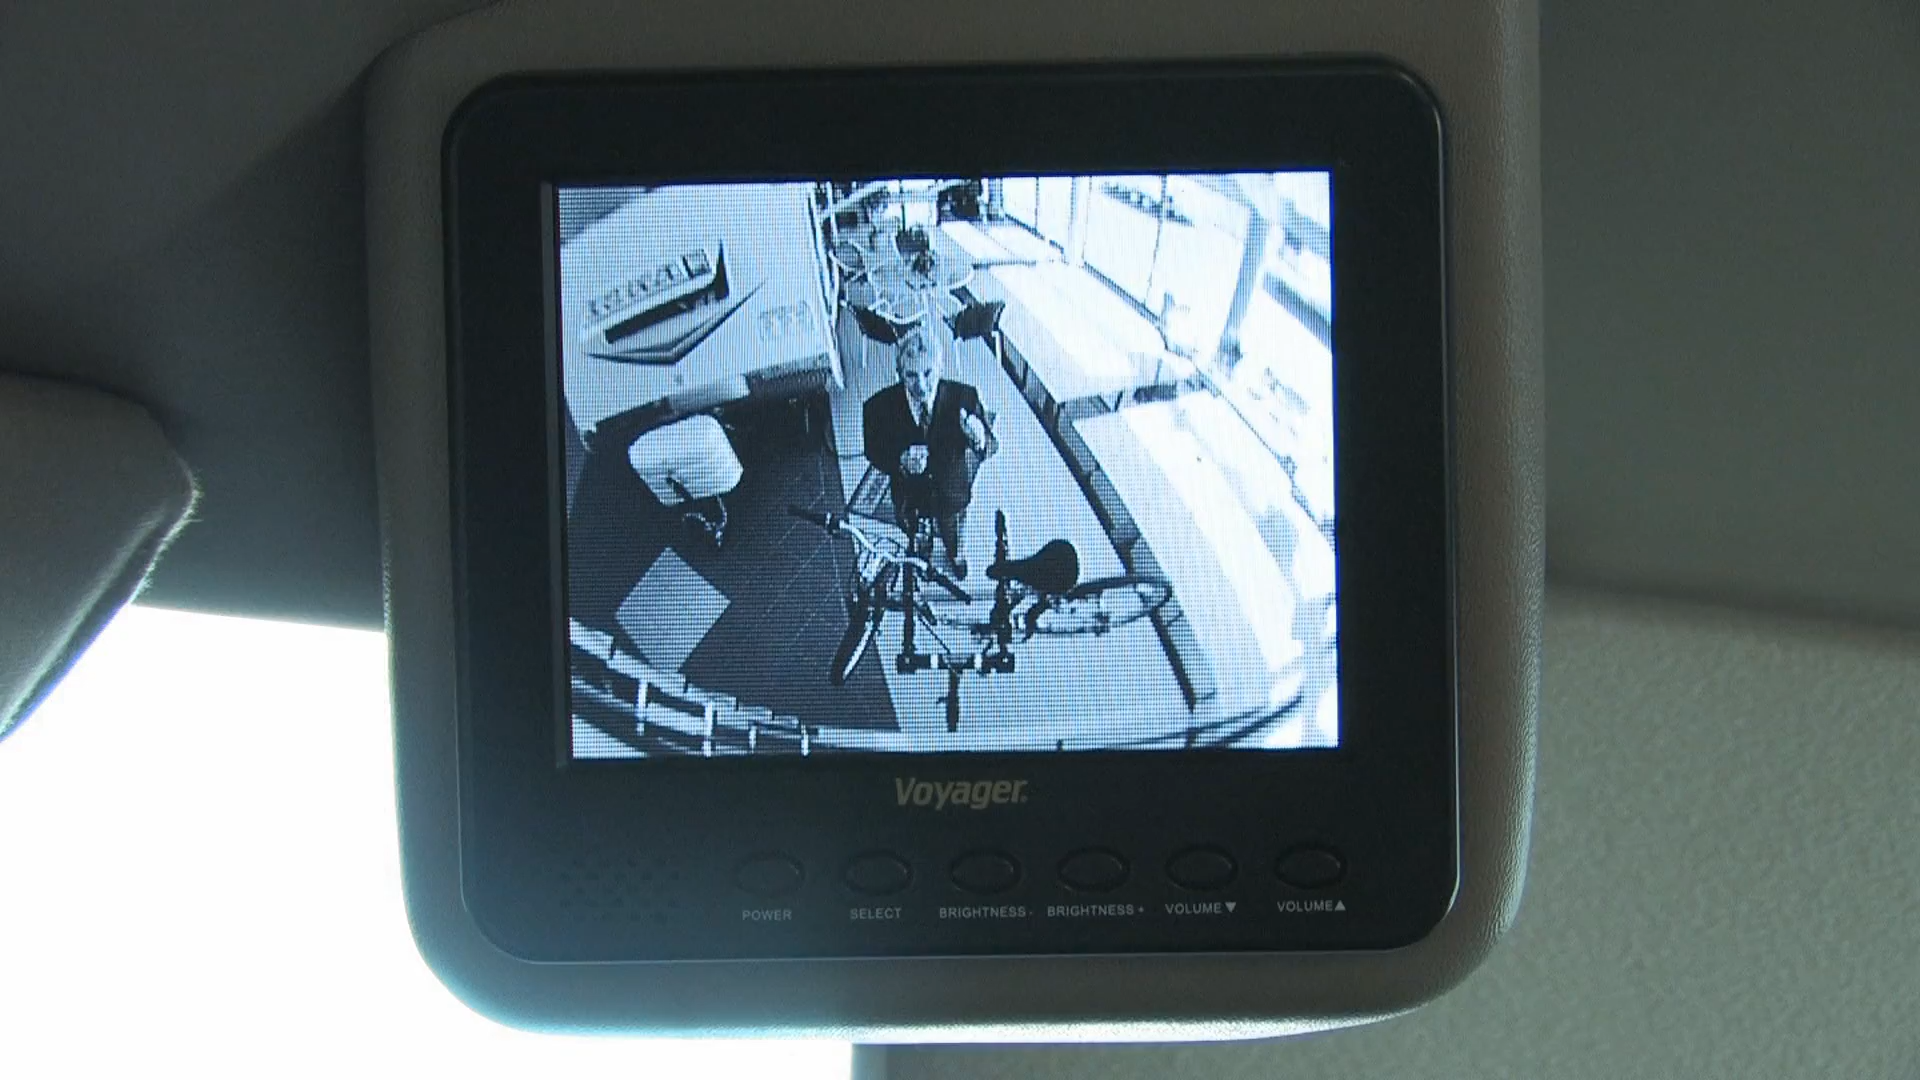 Voyager.
POWER SELECT BRIGHTNESS - BRIGHTNESS + VOLUME ▼ VOLUME ▲